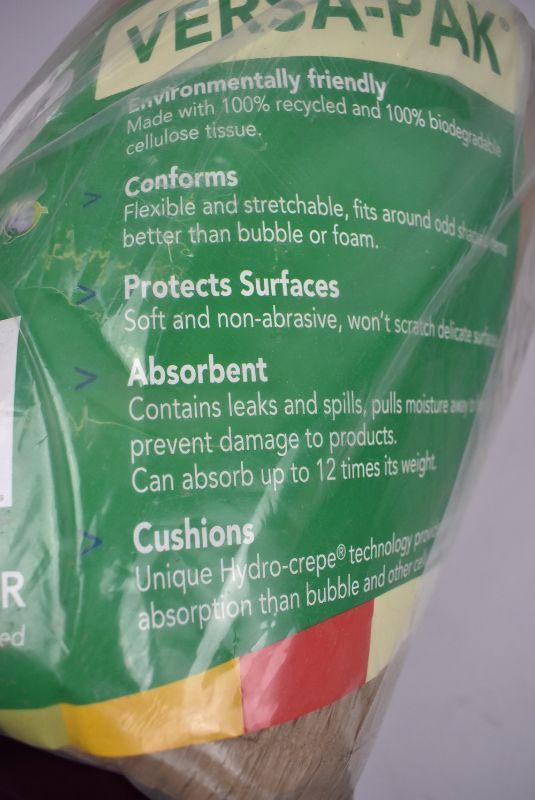 VERSA-PAK®
Environmentally friendly
Made with 100% recycled and 100% biodegradable
cellulose tissue.
> Conforms
Flexible and stretchable, fits around odd
better than bubble or foam.
> Protects Surfaces
Soft and non-abrasive, won't scratch delicate
> Absorbent
Contains leaks and spills, pulls moisture away
prevent damage to products.
Can absorb up to 12 times its weight.
> Cushions
Unique Hydro-crepe® technology
absorption than bubble and other
R
ed